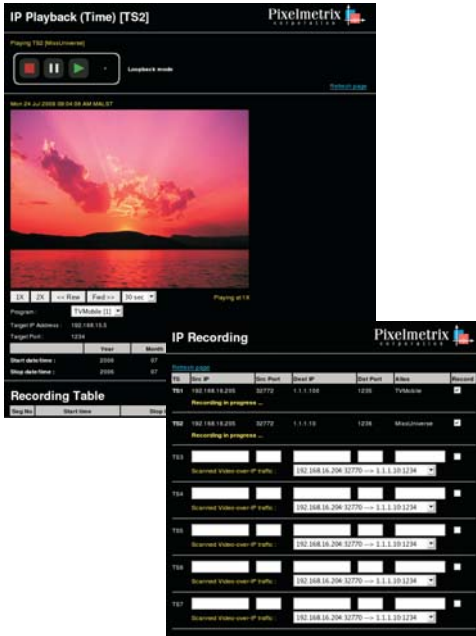 IP Playback (Time) [TS2]
Pixelmetrix
corporation
Playing TS2 [MissUniverse]
Loopback mode
Refresh page
Mon 24 Jul 2006 08:04:09 AM MALST
1X 2X << Rew Fwd >> 30 sec
Playing at 1X
Program : TVMobile [1]
Target IP Address : 192.168.10.5
Target Port : 1234
Year Month
Start date/time : 2006 07
Stop date/time : 2006 07
Recording Table
Seg No Start time Stop
IP Recording
Pixelmetrix
corporation
Refresh page
TS Src IP Src Port Dest IP Dst Port Alias Record
TS1 192.168.16.205 32772 1.1.1.100 1235 TVMobile
Recording in progress ...
TS2 192.168.16.205 32772 1.1.1.10 1236 MissUniverse
Recording in progress ...
TS3
Scanned Video-over-IP traffic : 192.168.16.204:32770 ---> 1.1.1.10:1234
TS4
Scanned Video-over-IP traffic : 192.168.16.204:32770 ---> 1.1.1.10:1234
TS5
Scanned Video-over-IP traffic : 192.168.16.204:32770 ---> 1.1.1.10:1234
TS6
Scanned Video-over-IP traffic : 192.168.16.204:32770 ---> 1.1.1.10:1234
TS7
Scanned Video-over-IP traffic : 192.168.16.204:32770 ---> 1.1.1.10:1234